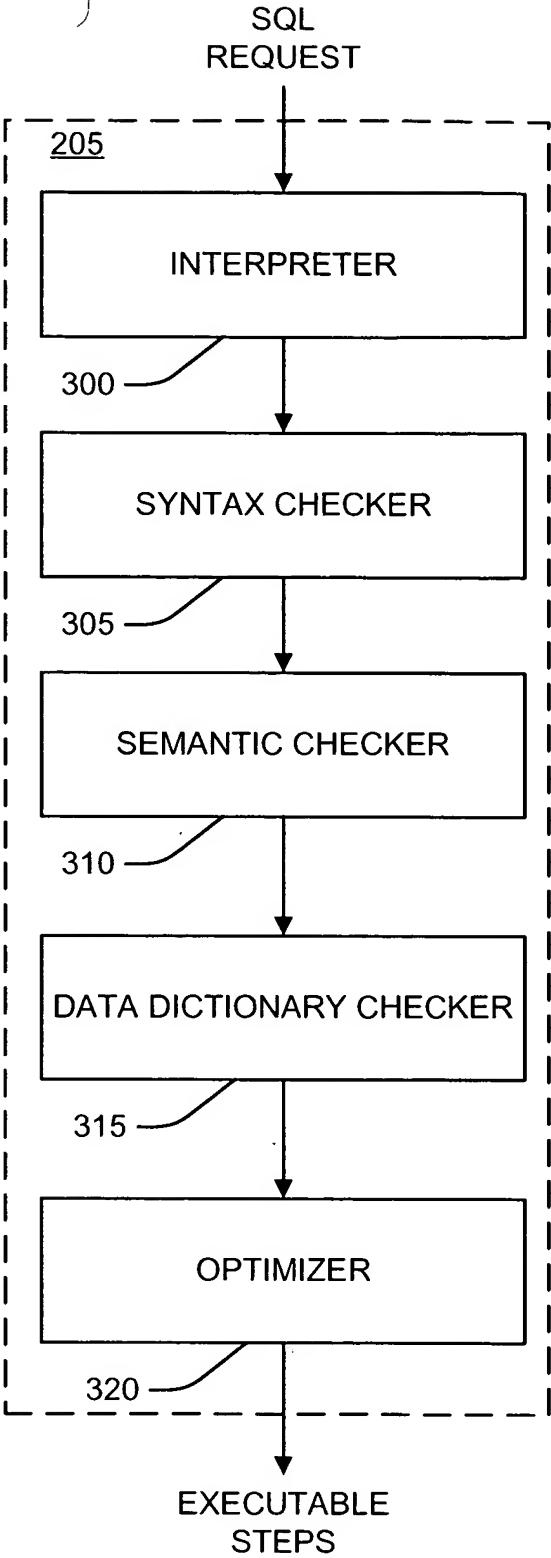 SQL
REQUEST
205
INTERPRETER
300
SYNTAX CHECKER
305
SEMANTIC CHECKER
310
DATA DICTIONARY CHECKER
315
OPTIMIZER
320
EXECUTABLE
STEPS